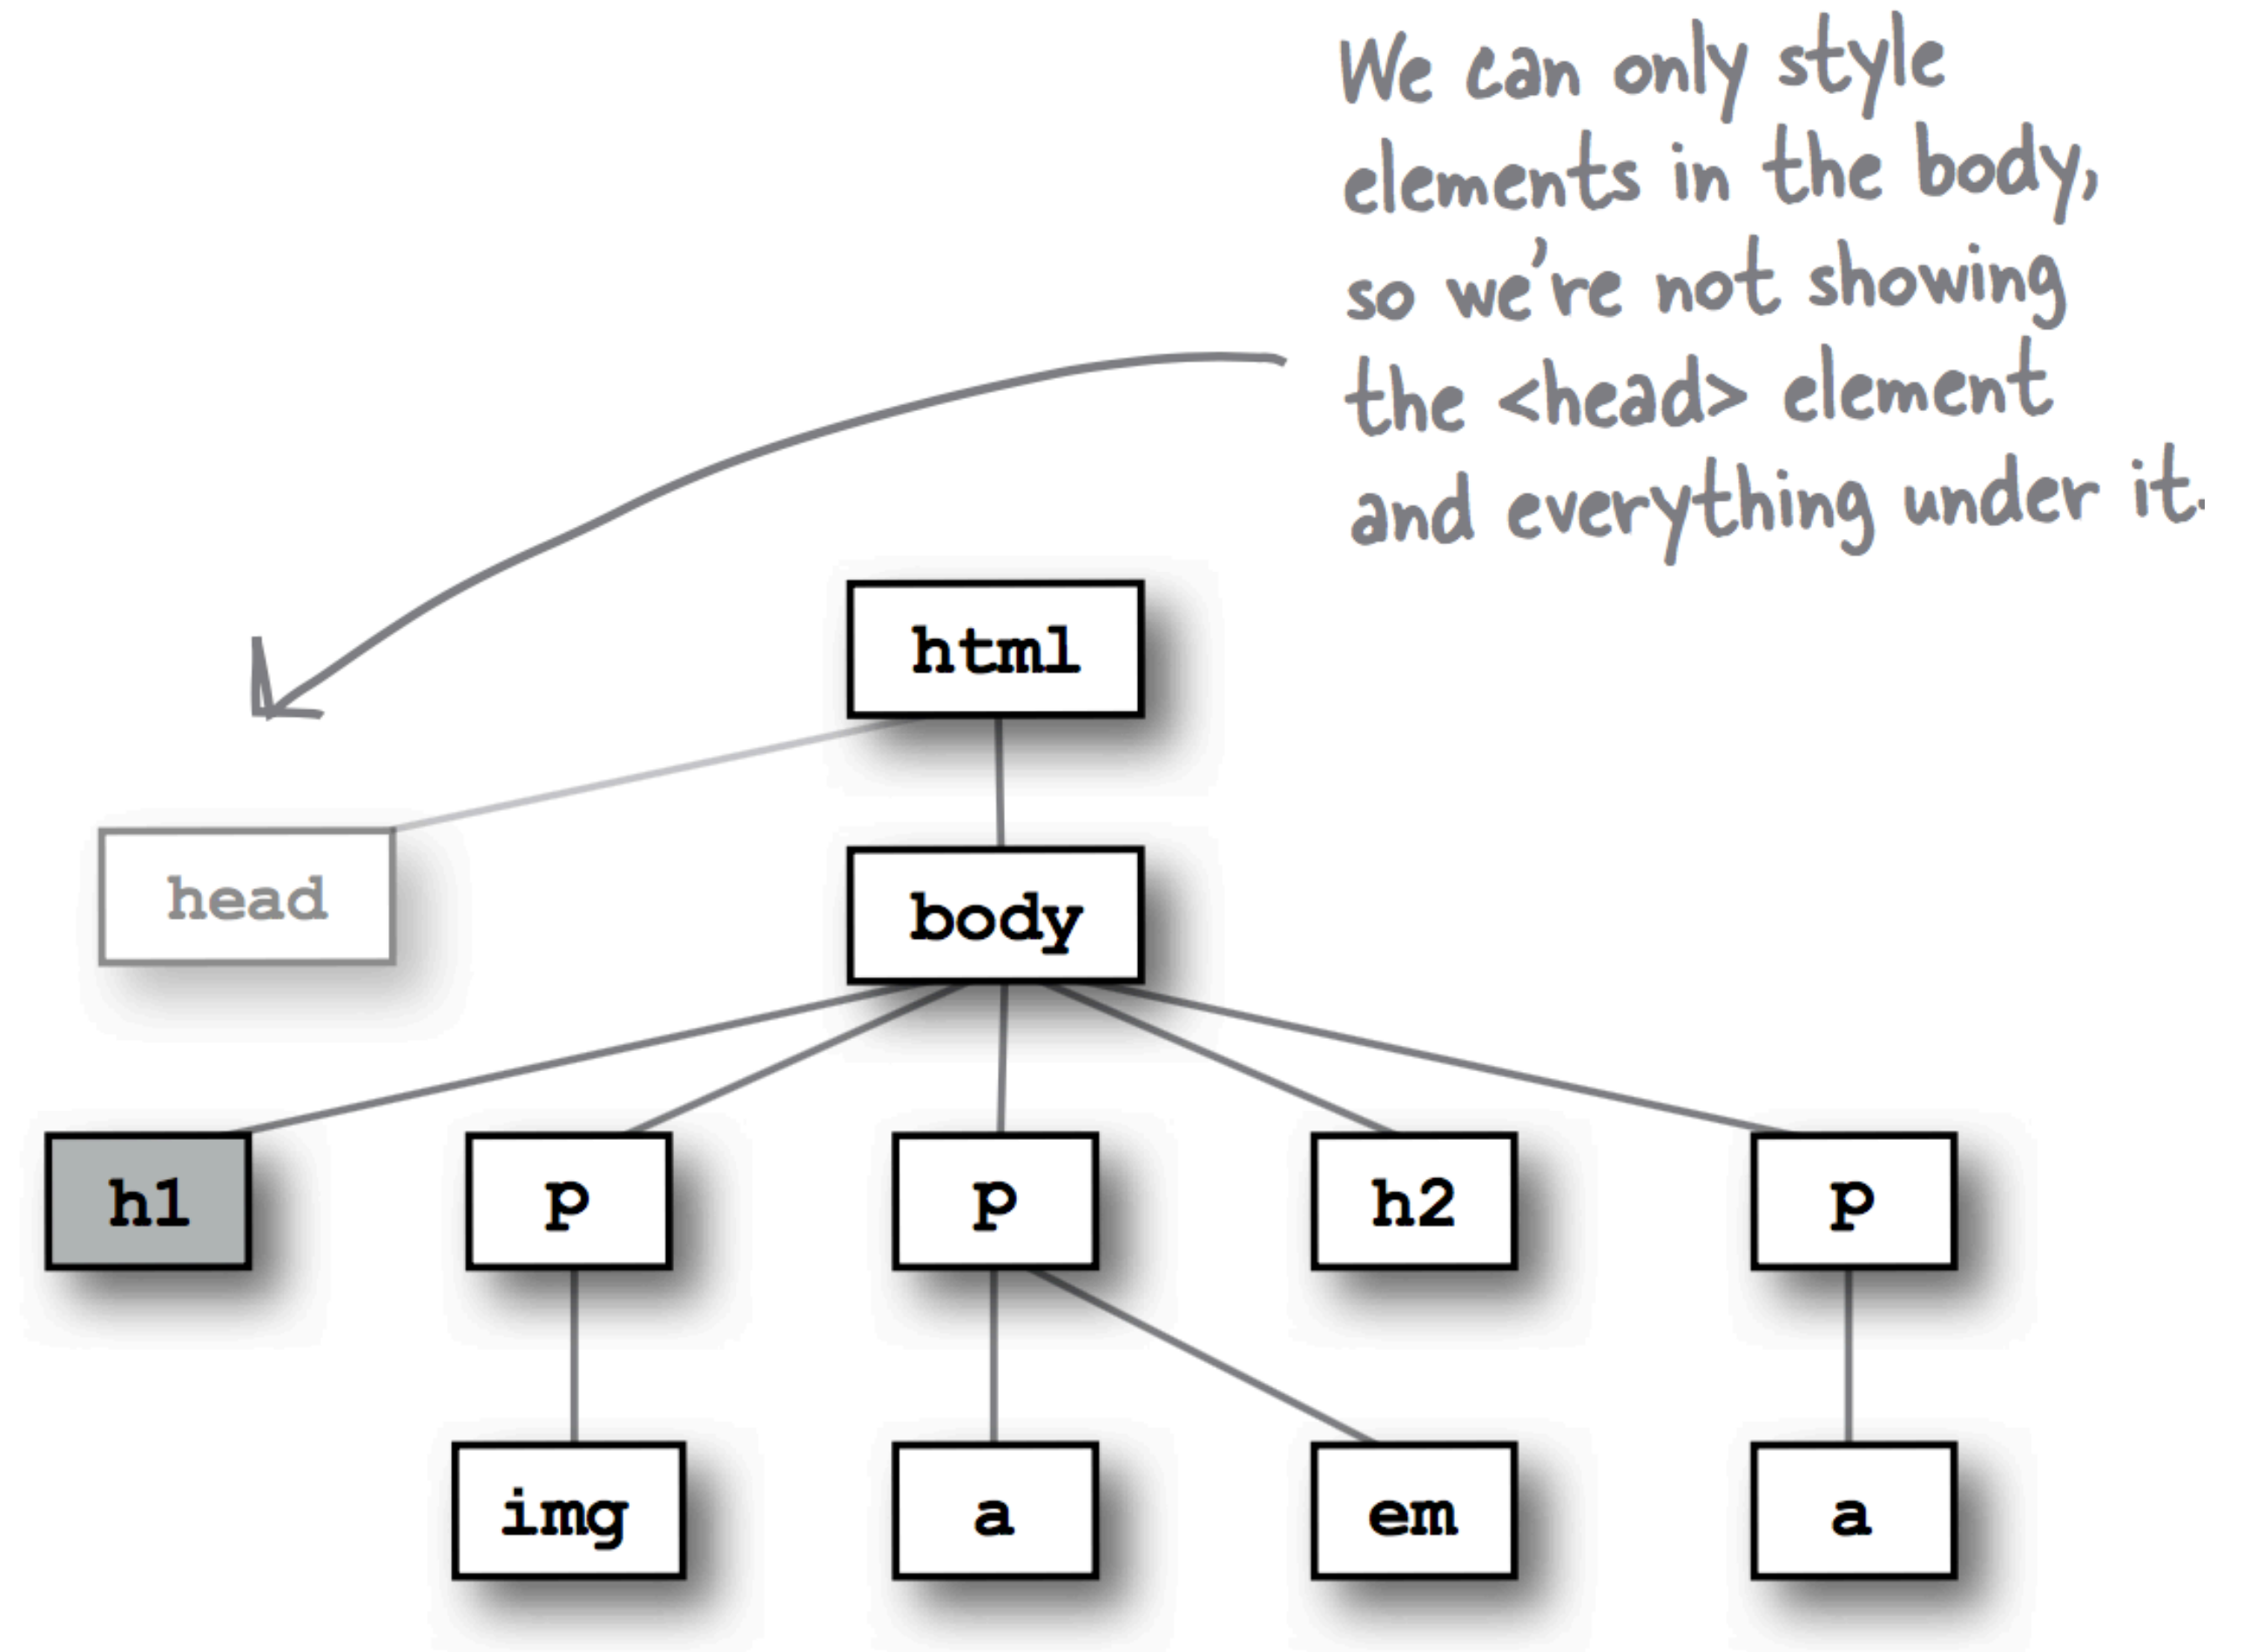 We can only style
elements in the body,
so we're not showing
the <head> element
and everything under it.
html
head
body
h1
p
p
h2
p
img
a
em
a